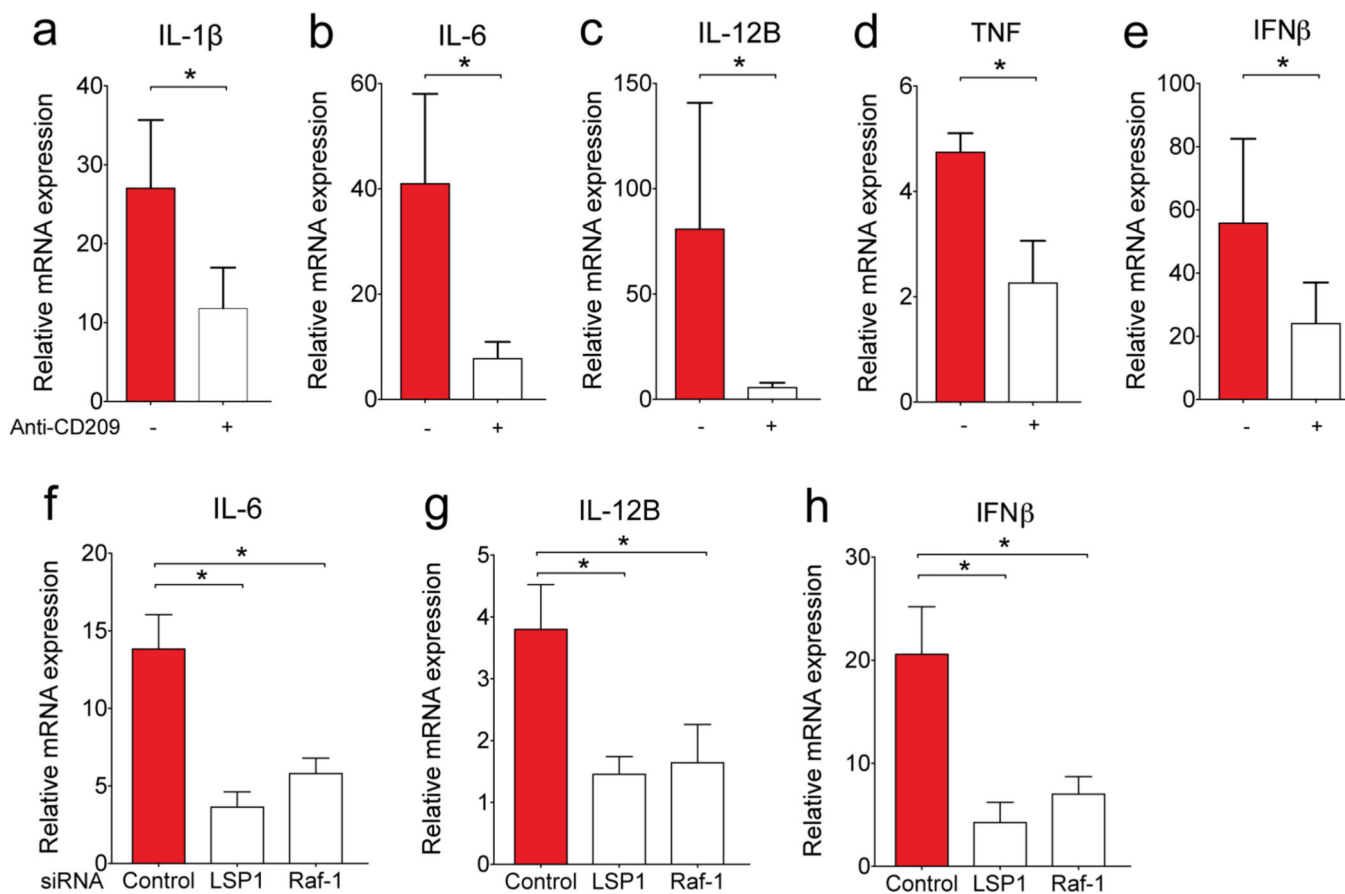 a IL-1β
*
Relative mRNA expression
40
30
20
10
0
Anti-CD209 - +
b IL-6
*
Relative mRNA expression
60
40
20
0
- +
c IL-12B
*
Relative mRNA expression
150
100
50
0
- +
d TNF
*
Relative mRNA expression
6
4
2
0
- +
e IFNβ
*
Relative mRNA expression
100
80
60
40
20
0
- +
f IL-6
*
*
Relative mRNA expression
20
15
10
5
0
siRNA Control LSP1 Raf-1
g IL-12B
*
*
Relative mRNA expression
5
4
3
2
1
0
Control LSP1 Raf-1
h IFNβ
*
*
Relative mRNA expression
30
20
10
0
Control LSP1 Raf-1